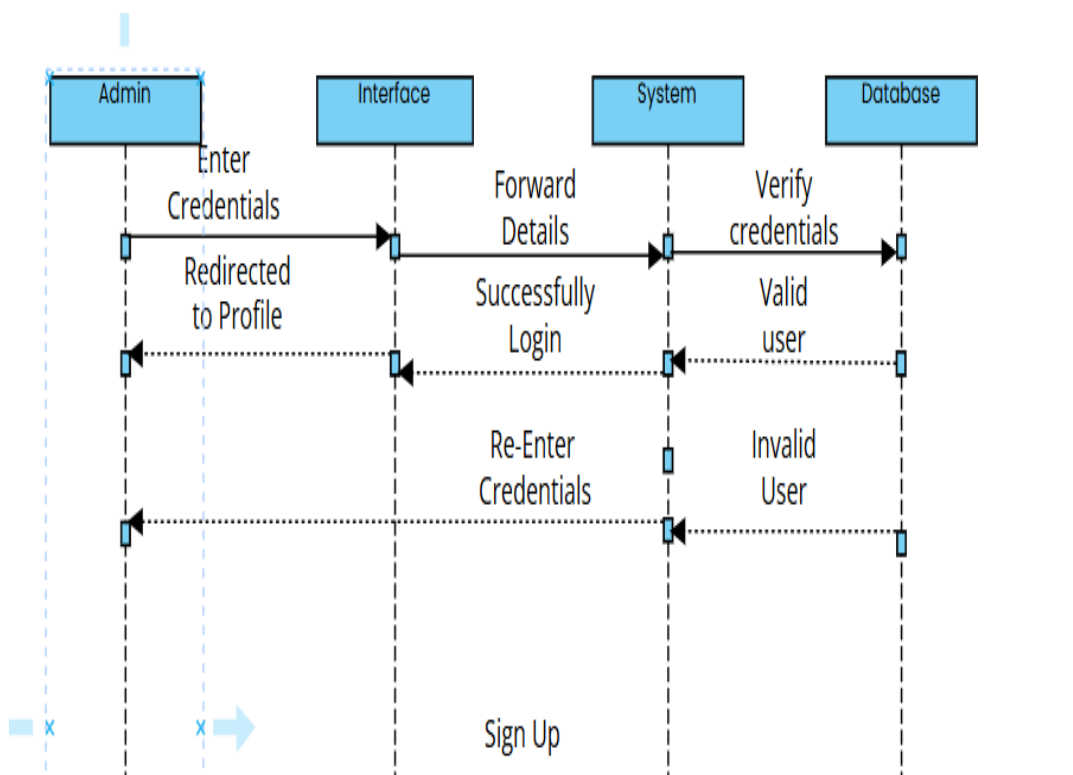 Admin
Interface
System
Database
Enter
Credentials
Forward
Details
Verify
credentials
Redirected
to Profile
Successfully
Login
Valid
user
Re-Enter
Credentials
Invalid
User
Sign Up